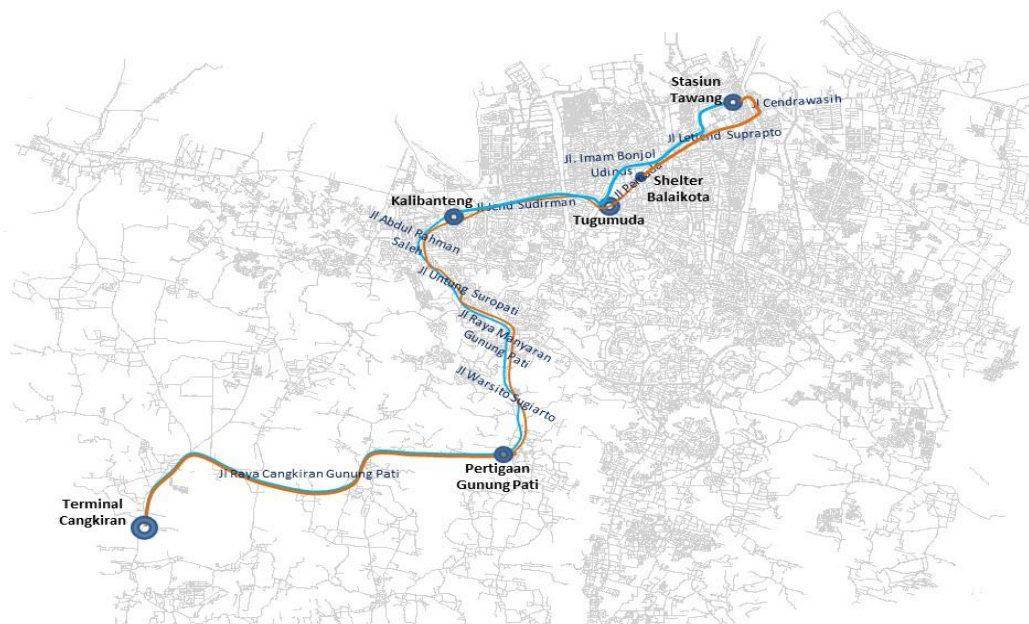 Stasiun
Tawang
Jl Cendrawasih
Jl Letjend Suprapto
Jl. Imam Bonjol
Udinus
Jl Pemuda
Shelter
Balaikota
Kalibanteng
Jl Jend Sudirman
Tugumuda
Jl Abdul Rahman
Saleh
Jl Untung Suropati
Jl Raya Manyaran
Gunung Pati
Jl Warsito Sugiarto
Pertigaan
Gunung Pati
Jl Raya Cangkiran Gunung Pati
Terminal
Cangkiran